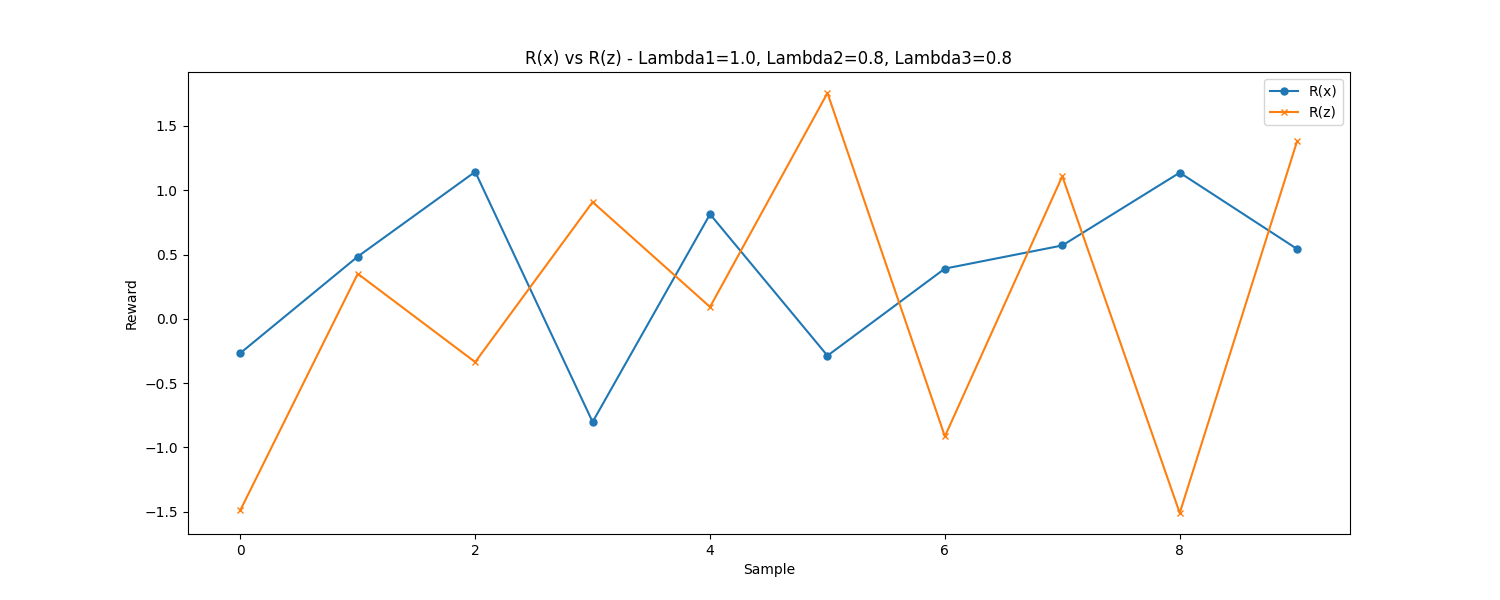 R(x) vs R(z) - Lambda1=1.0, Lambda2=0.8, Lambda3=0.8
R(x)
R(z)
1.5
1.0
0.5
0.0
−0.5
−1.0
−1.5
Reward
0 2 4 6 8
Sample